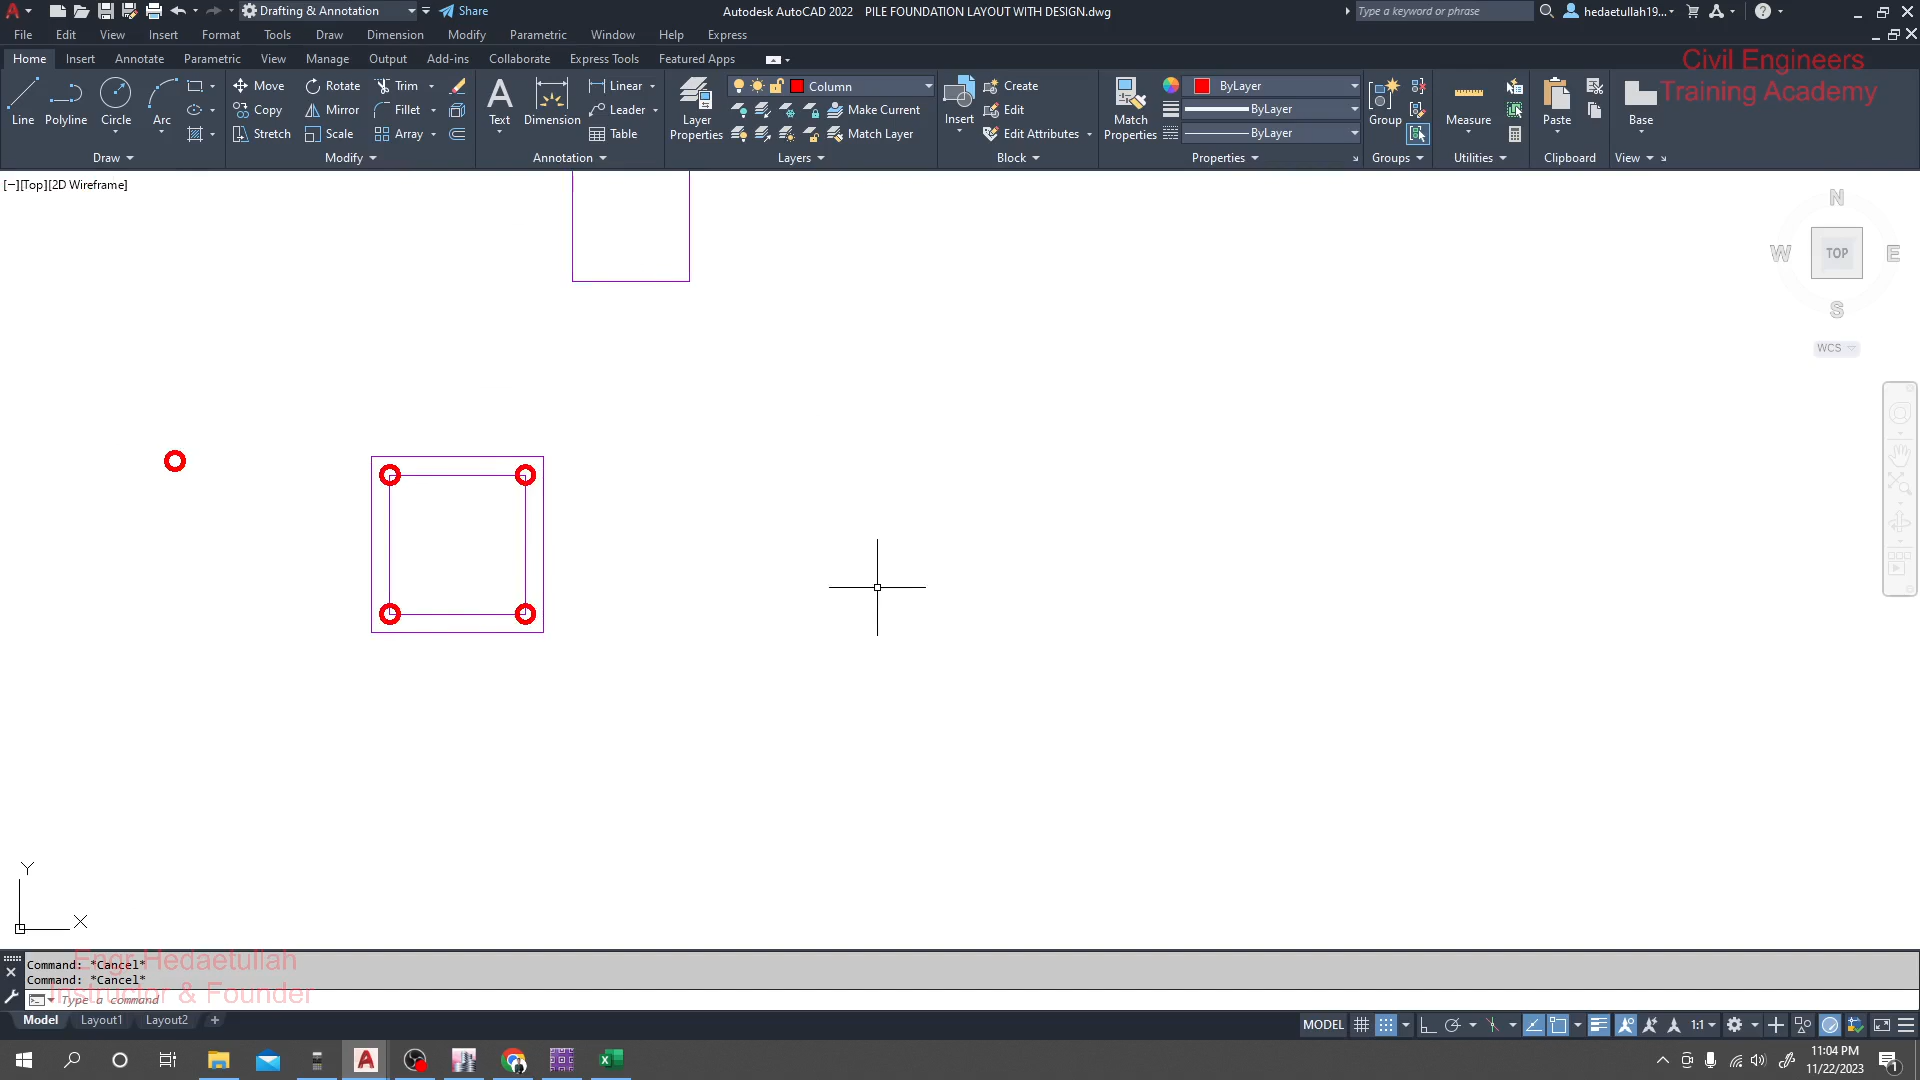 Drafting & Annotation
Share
Autodesk AutoCAD 2022 PILE FOUNDATION LAYOUT WITH DESIGN.dwg
Type a keyword or phrase
hedaetullah19...
File Edit View Insert Format Tools Draw Dimension Modify Parametric Window Help Express
Home Insert Annotate Parametric View Manage Output Add-ins Collaborate Express Tools Featured Apps
Civil Engineers
Training Academy
Line Polyline Circle Arc
Draw
Move Rotate Trim
Copy Mirror Fillet
Stretch Scale Array
Modify
Text Dimension
Linear
Leader
Table
Annotation
Layer
Properties
Column
Make Current
Match Layer
Layers
Insert
Create
Edit
Edit Attributes
Block
Match
Properties
ByLayer
ByLayer
ByLayer
Properties
Group
Groups
Measure
Utilities
Paste
Clipboard
Base
View
[−][Top][2D Wireframe]
N
W TOP E
S
WCS
Y
X
Command: *Cancel*
Command: *Cancel*
Type a command
Engr.Hedaetullah
Instructor & Founder
Model Layout1 Layout2 +
MODEL
1:1
11:04 PM
11/22/2023
1